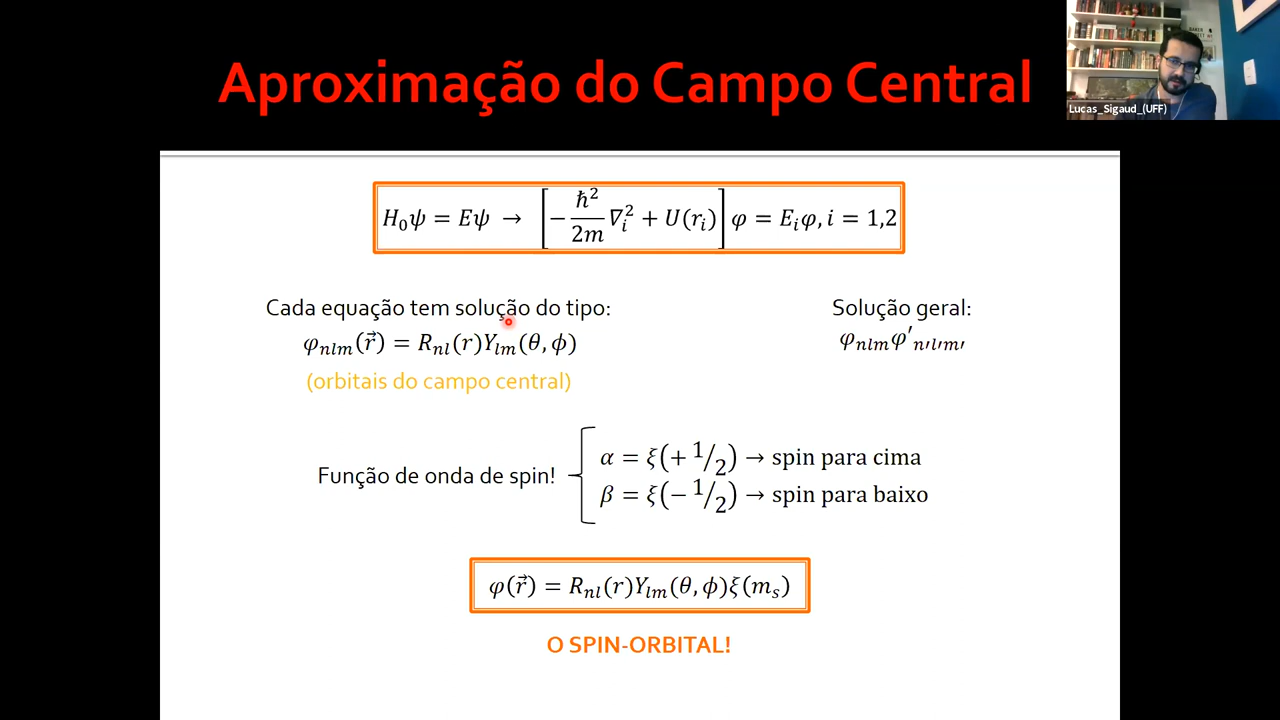 Aproximação do Campo Central
Lucas_Sigaud_(UFF)
H₀ψ = Eψ → [−ħ²/2m ∇ᵢ² + U(rᵢ)] φ = Eᵢφ, i = 1,2
Cada equação tem solução do tipo:
φₙₗₘ(r⃗) = Rₙₗ(r)Yₗₘ(θ, ϕ)
(orbitais do campo central)
Solução geral:
φₙₗₘφ′ₙ′ₗ′ₘ′
Função de onda de spin!
α = ξ(+ 1/2) → spin para cima
β = ξ(− 1/2) → spin para baixo
φ(r⃗) = Rₙₗ(r)Yₗₘ(θ, ϕ)ξ(mₛ)
O SPIN-ORBITAL!